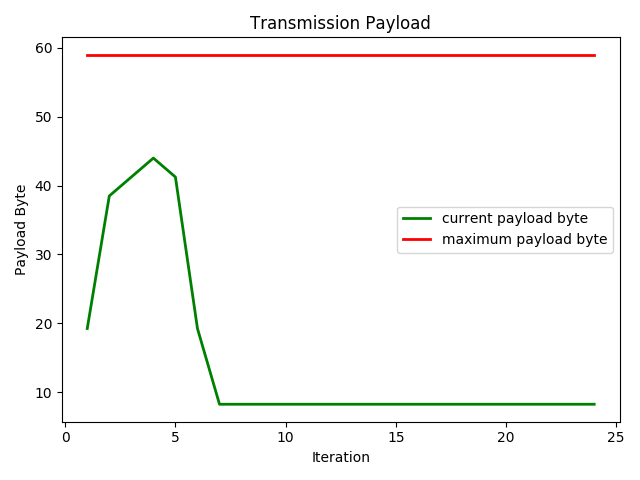 Transmission Payload
60
50
40
30
20
10
Payload Byte
current payload byte
maximum payload byte
0 5 10 15 20 25
Iteration